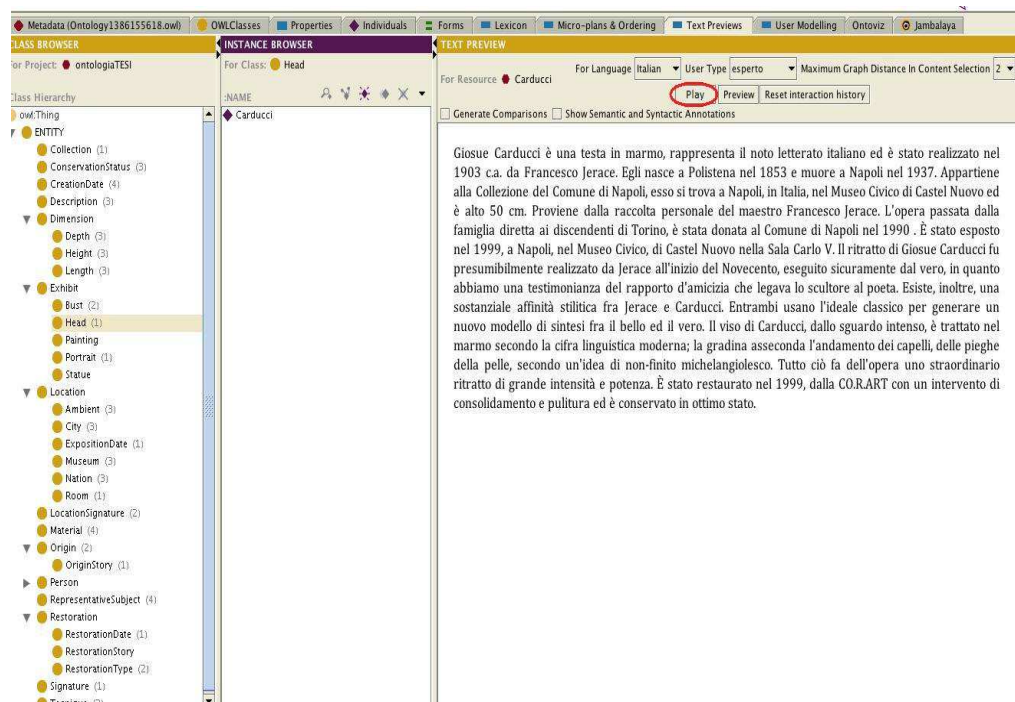 Metadata (Ontology1386155618.owl) OWLClasses Properties Individuals Forms Lexicon Micro-plans & Ordering Text Previews User Modelling Ontoviz Jambalaya
CLASS BROWSER
or Project: ontologiaTESI
Class Hierarchy
owl:Thing
ENTITY
Collection (1)
ConservationStatus (3)
CreationDate (4)
Description (3)
Dimension
Depth (3)
Height (3)
Length (3)
Exhibit
Bust (2)
Head (1)
Painting
Portrait (1)
Statue
Location
Ambient (3)
City (3)
ExpositionDate (1)
Museum (3)
Nation (3)
Room (1)
LocationSignature (2)
Material (4)
Origin (2)
OriginStory (1)
Person
RepresentativeSubject (4)
Restoration
RestorationDate (1)
RestorationStory
RestorationType (2)
Signature (1)
INSTANCE BROWSER
For Class: Head
:NAME
Carducci
TEXT PREVIEW
For Resource Carducci
For Language Italian User Type esperto Maximum Graph Distance In Content Selection 2
Play Preview Reset interaction history
Generate Comparisons Show Semantic and Syntactic Annotations
Giosue Carducci è una testa in marmo, rappresenta il noto letterato italiano ed è stato realizzato nel
1903 c.a. da Francesco Jerace. Egli nasce a Polistena nel 1853 e muore a Napoli nel 1937. Appartiene
alla Collezione del Comune di Napoli, esso si trova a Napoli, in Italia, nel Museo Civico di Castel Nuovo ed
è alto 50 cm. Proviene dalla raccolta personale del maestro Francesco Jerace. L'opera passata dalla
famiglia diretta ai discendenti di Torino, è stata donata al Comune di Napoli nel 1990 . È stato esposto
nel 1999, a Napoli, nel Museo Civico, di Castel Nuovo nella Sala Carlo V. Il ritratto di Giosue Carducci fu
presumibilmente realizzato da Jerace all'inizio del Novecento, eseguito sicuramente dal vero, in quanto
abbiamo una testimonianza del rapporto d'amicizia che legava lo scultore al poeta. Esiste, inoltre, una
sostanziale affinità stilitica fra Jerace e Carducci. Entrambi usano l'ideale classico per generare un
nuovo modello di sintesi fra il bello ed il vero. Il viso di Carducci, dallo sguardo intenso, è trattato nel
marmo secondo la cifra linguistica moderna; la gradina asseconda l'andamento dei capelli, delle pieghe
della pelle, secondo un'idea di non-finito michelangiolesco. Tutto ciò fa dell'opera uno straordinario
ritratto di grande intensità e potenza. È stato restaurato nel 1999, dalla CO.R.ART con un intervento di
consolidamento e pulitura ed è conservato in ottimo stato.